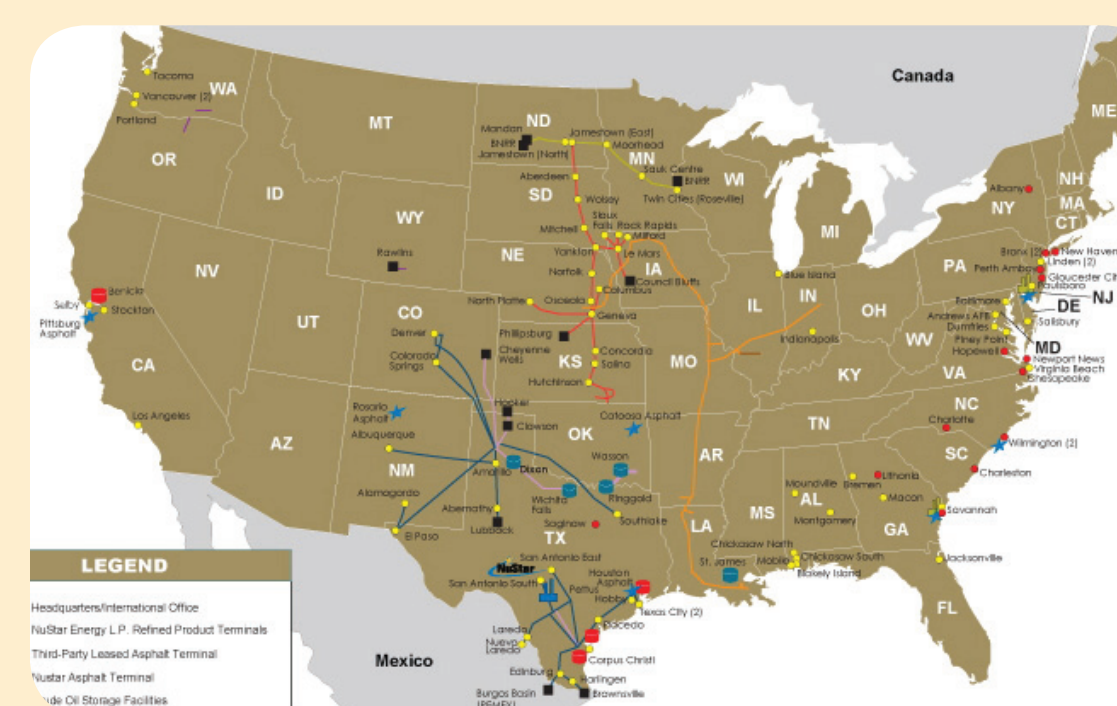 Canada
Tacoma
WA
Vancouver (2)
Portland
OR
MT
ID
WY
Rawlins
NV
UT
CA
AZ
Benicia
Selby
Stockton
Pittsburg
Asphalt
Los Angeles
ND
Mandan
BNRR
Jamestown (East)
Jamestown (North)
Moorhead
MN
Sauk Centre
BNRR
Twin Cities (Roseville)
Aberdeen
SD
Wolsey
Sioux
Falls
Rock Rapids
Milford
Mitchell
Yankton
Le Mars
NE
IA
Norfolk
Council Bluffs
Columbus
North Platte
Osceola
Geneva
Phillipsburg
CO
Denver
Colorado
Springs
Cheyenne
Wells
KS
Concordia
Salina
Hutchinson
MO
WI
MI
IL
Blue Island
IN
Indianapolis
OH
KY
WV
VA
TN
NC
SC
ME
NH
MA
CT
NY
Albany
PA
Bronx (2)
New Haven
Linden (2)
Perth Amboy
Gloucester Ci
Paulsboro
NJ
DE
Baltimore
Andrews AFB
Dumfries
Piney Point
Salisbury
MD
Hopewell
Newport News
Virginia Beach
Chesapeake
Charlotte
Wilmington (2)
Charleston
Rosario
Asphalt
Albuquerque
NM
Alamogordo
El Paso
Hooker
Clawson
OK
Catoosa Asphalt
Amarillo
Dixon
Wasson
Wichita
Falls
Ringgold
Abernathy
Lubbock
Saginaw
Southlake
TX
AR
LA
MS
AL
Moundville
Montgomery
Bremen
Lithonia
Macon
GA
Savannah
Jacksonville
FL
Chickasaw North
Chickasaw South
Mobile
Blakely Island
St. James
NuStar
San Antonio East
San Antonio South
Pettus
Houston
Asphalt
Hobby
Texas City (2)
Placedo
Laredo
Nuevo
Laredo
Corpus Christi
Edinburg
Harlingen
Burgos Basin
(PEMEX)
Brownsville
Mexico
LEGEND
Headquarters/International Office
NuStar Energy L.P. Refined Product Terminals
Third-Party Leased Asphalt Terminal
Nustar Asphalt Terminal
ude Oil Storage Facilities